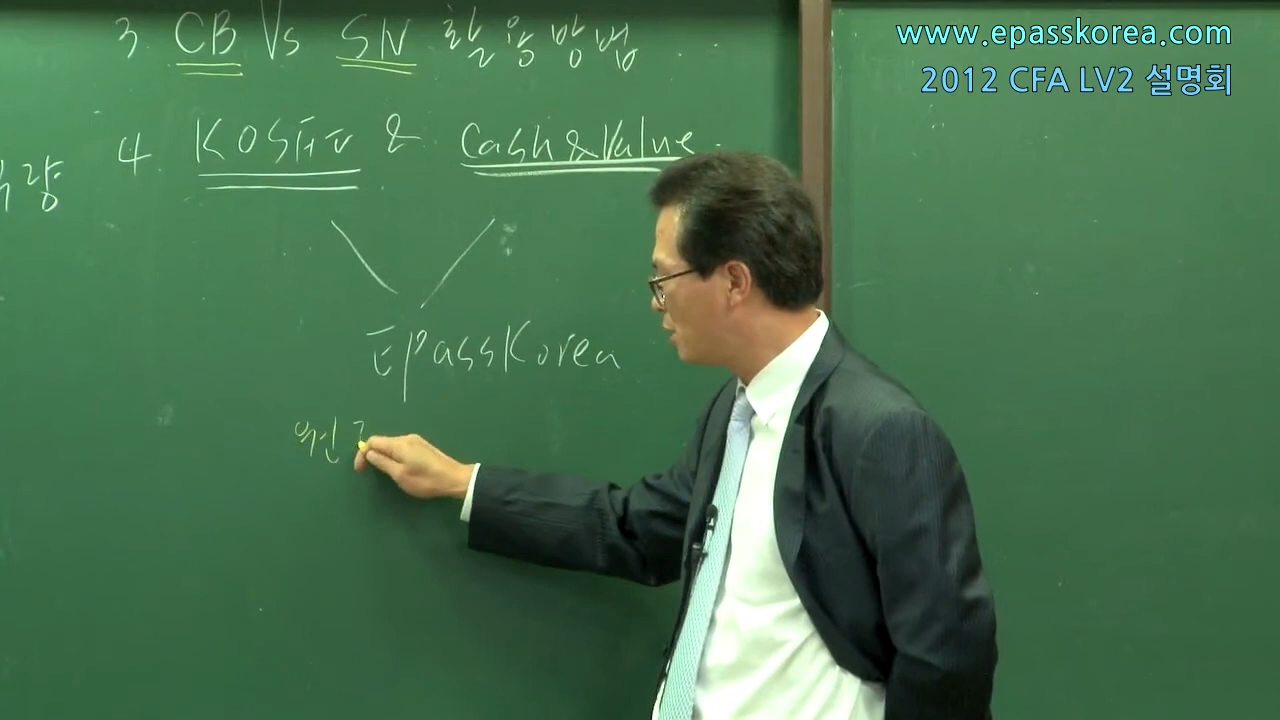 www.epasskorea.com
2012 CFA LV2 설명회
3. CB Vs SN 활용방법
4. & Cash & Value
EpassKorea